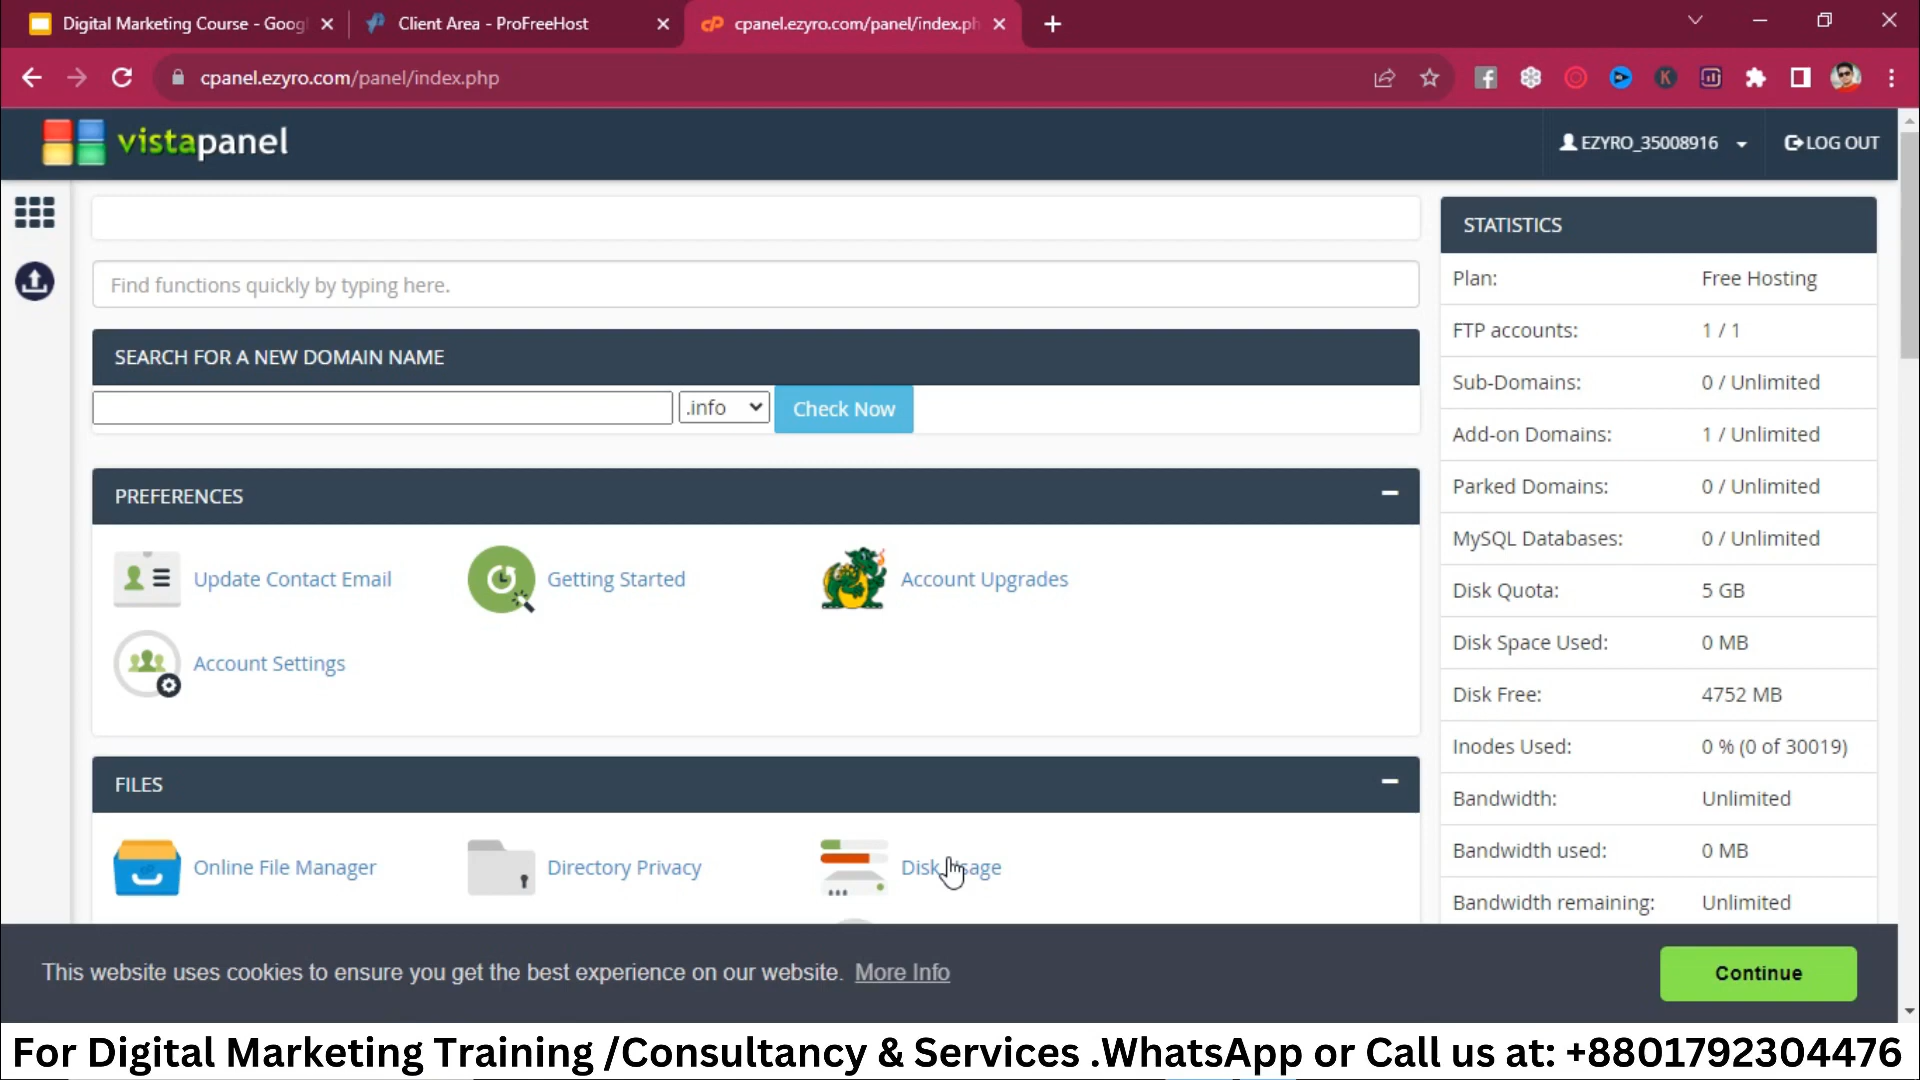 Digital Marketing Course - Goog
Client Area - ProFreeHost
cpanel.ezyro.com/panel/index.ph
cpanel.ezyro.com/panel/index.php
vistapanel
EZYRO_35008916
LOG OUT
Find functions quickly by typing here.
SEARCH FOR A NEW DOMAIN NAME
.info
Check Now
PREFERENCES
Update Contact Email
Getting Started
Account Upgrades
Account Settings
FILES
Online File Manager
Directory Privacy
Disk Usage
STATISTICS
Plan: Free Hosting
FTP accounts: 1 / 1
Sub-Domains: 0 / Unlimited
Add-on Domains: 1 / Unlimited
Parked Domains: 0 / Unlimited
MySQL Databases: 0 / Unlimited
Disk Quota: 5 GB
Disk Space Used: 0 MB
Disk Free: 4752 MB
Inodes Used: 0 % (0 of 30019)
Bandwidth: Unlimited
Bandwidth used: 0 MB
Bandwidth remaining: Unlimited
This website uses cookies to ensure you get the best experience on our website. More Info
Continue
For Digital Marketing Training /Consultancy & Services .WhatsApp or Call us at: +8801792304476